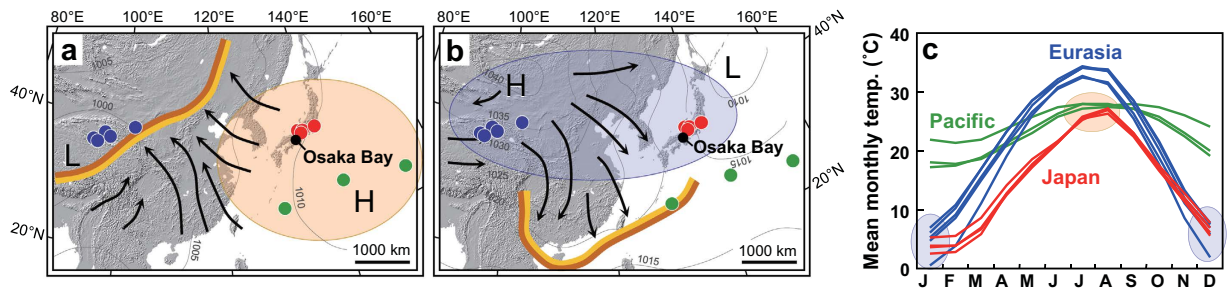 80°E 100°E 120°E 140°E 160°E
a
1005
1000
40°N
L
Osaka Bay
H
1010
20°N
1005
1000 km
80°E 100°E 120°E 140°E 160°E
40°N
b
1040
H
L
1010
1035
1030
Osaka Bay
1015
1025
20°N
1020
1015
1000 km
c
Mean monthly temp. (°C)
40
30
20
10
0
Eurasia
Pacific
Japan
J F M A M J J A S O N D